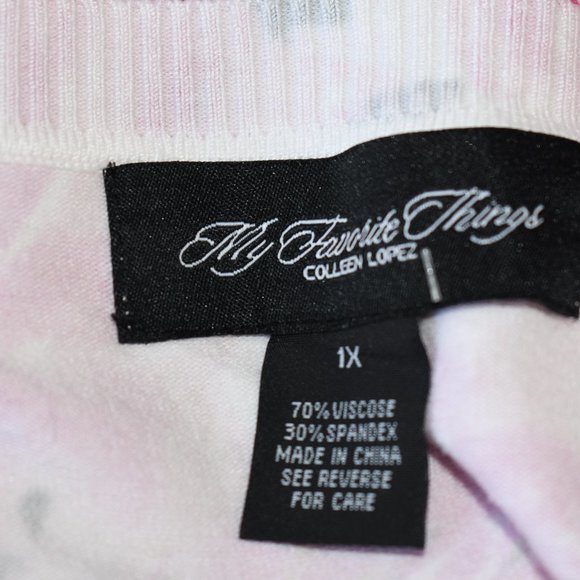 My Favorite Things
COLLEEN LOPEZ
1X
70% VISCOSE
30% SPANDEX
MADE IN CHINA
SEE REVERSE
FOR CARE